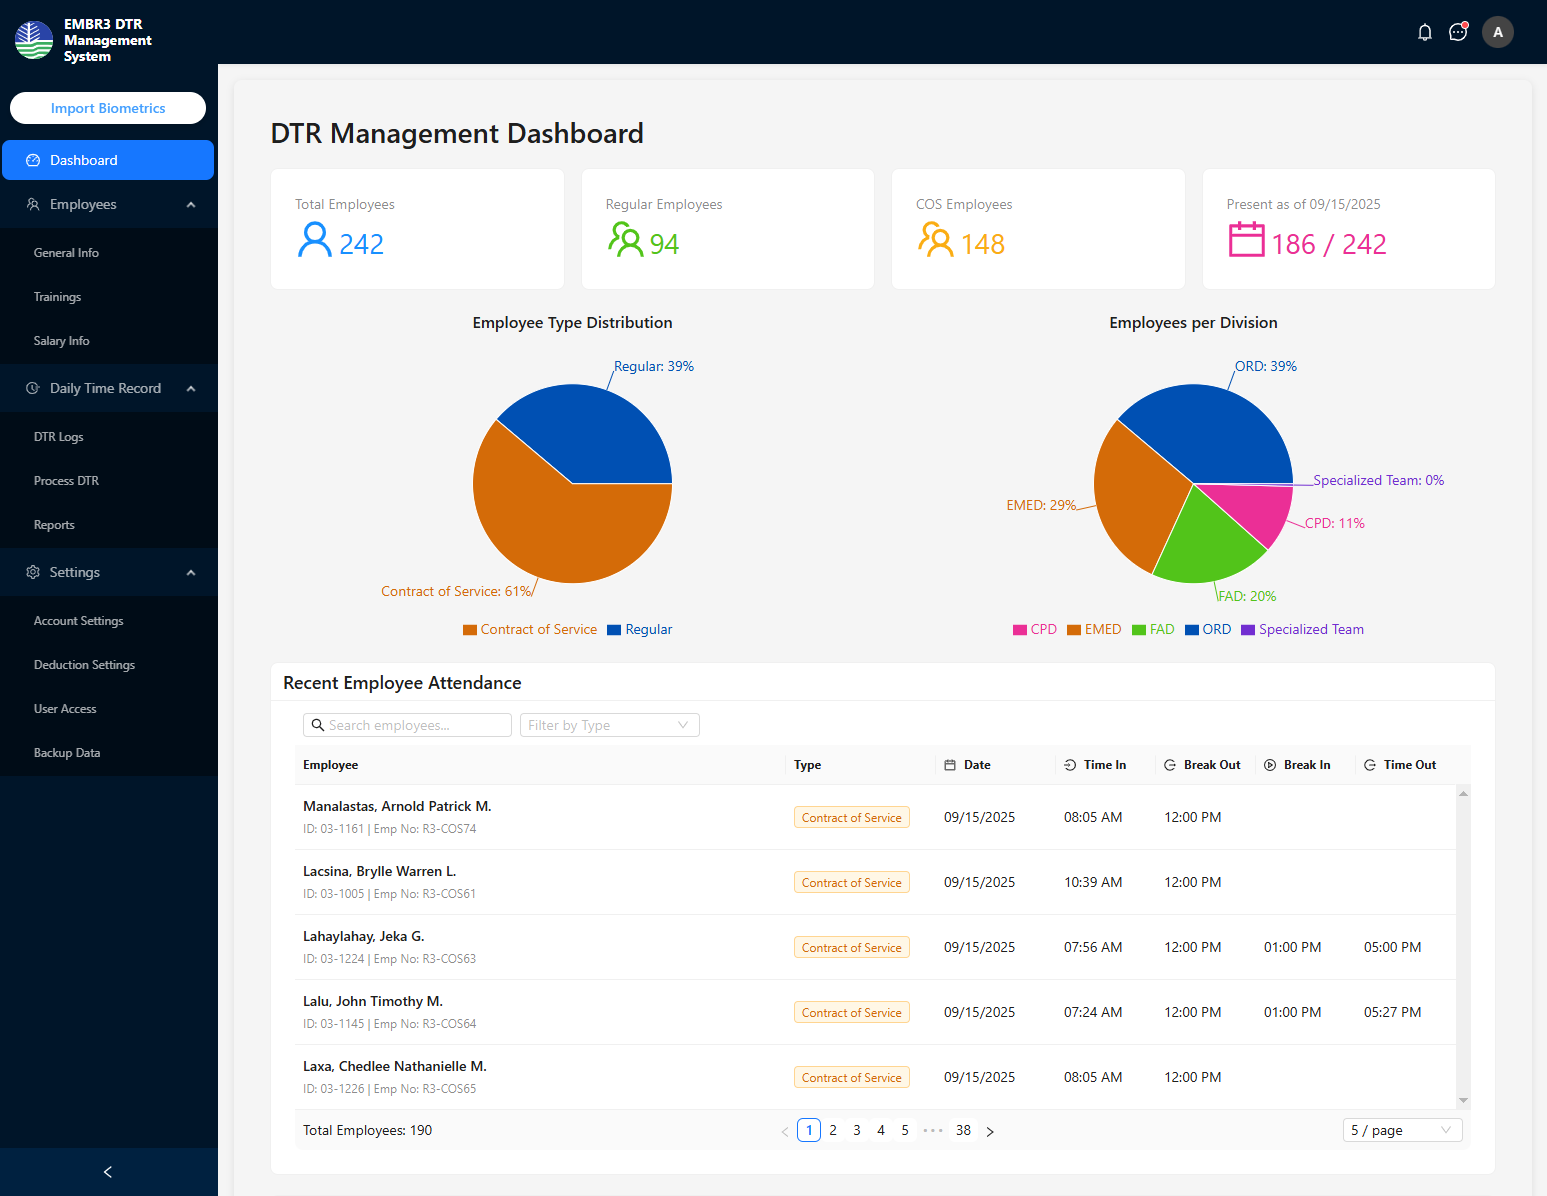 EMBR3 DTR
Management
System
A
Import Biometrics
Dashboard
Employees
General Info
Trainings
Salary Info
Daily Time Record
DTR Logs
Process DTR
Reports
Settings
Account Settings
Deduction Settings
User Access
Backup Data
DTR Management Dashboard
Total Employees
242
Regular Employees
94
COS Employees
148
Present as of 09/15/2025
186 / 242
Employee Type Distribution
Regular: 39%
Contract of Service: 61%
Contract of Service Regular
Employees per Division
ORD: 39%
Specialized Team: 0%
EMED: 29%
CPD: 11%
FAD: 20%
CPD EMED FAD ORD Specialized Team
Recent Employee Attendance
Search employees... Filter by Type
Employee Type Date Time In Break Out Break In Time Out
Manalastas, Arnold Patrick M.
ID: 03-1161 | Emp No: R3-COS74
Contract of Service 09/15/2025 08:05 AM 12:00 PM
Lacsina, Brylle Warren L.
ID: 03-1005 | Emp No: R3-COS61
Contract of Service 09/15/2025 10:39 AM 12:00 PM
Lahaylahay, Jeka G.
ID: 03-1224 | Emp No: R3-COS63
Contract of Service 09/15/2025 07:56 AM 12:00 PM 01:00 PM 05:00 PM
Lalu, John Timothy M.
ID: 03-1145 | Emp No: R3-COS64
Contract of Service 09/15/2025 07:24 AM 12:00 PM 01:00 PM 05:27 PM
Laxa, Chedlee Nathanielle M.
ID: 03-1226 | Emp No: R3-COS65
Contract of Service 09/15/2025 08:05 AM 12:00 PM
Total Employees: 190
1 2 3 4 5 ••• 38
5 / page